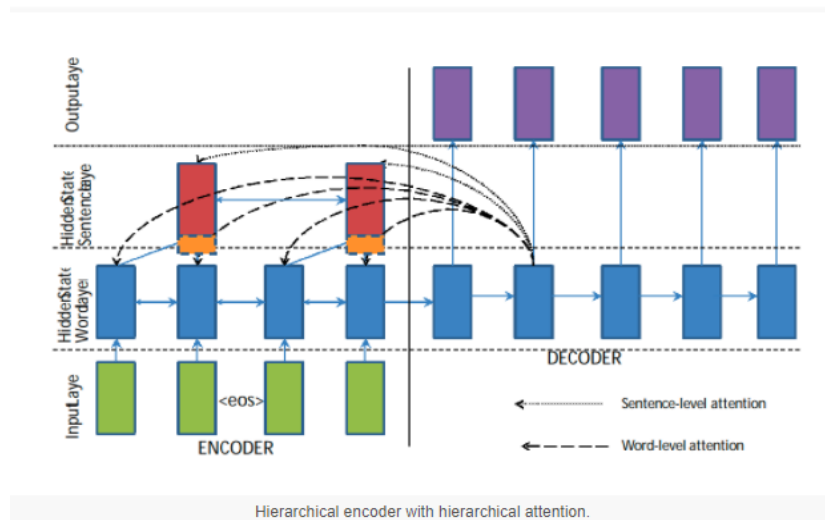 OutputLaye
Hidden State
Sentence Laye
Hidden State
Word Layer
InputLaye
<eos>
ENCODER
DECODER
Sentence-level attention
Word-level attention
Hierarchical encoder with hierarchical attention.